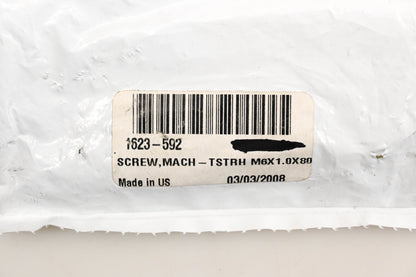 1623-592
SCREW,MACH-TSTRH M6X1.0X80
Made in US
03/03/2008